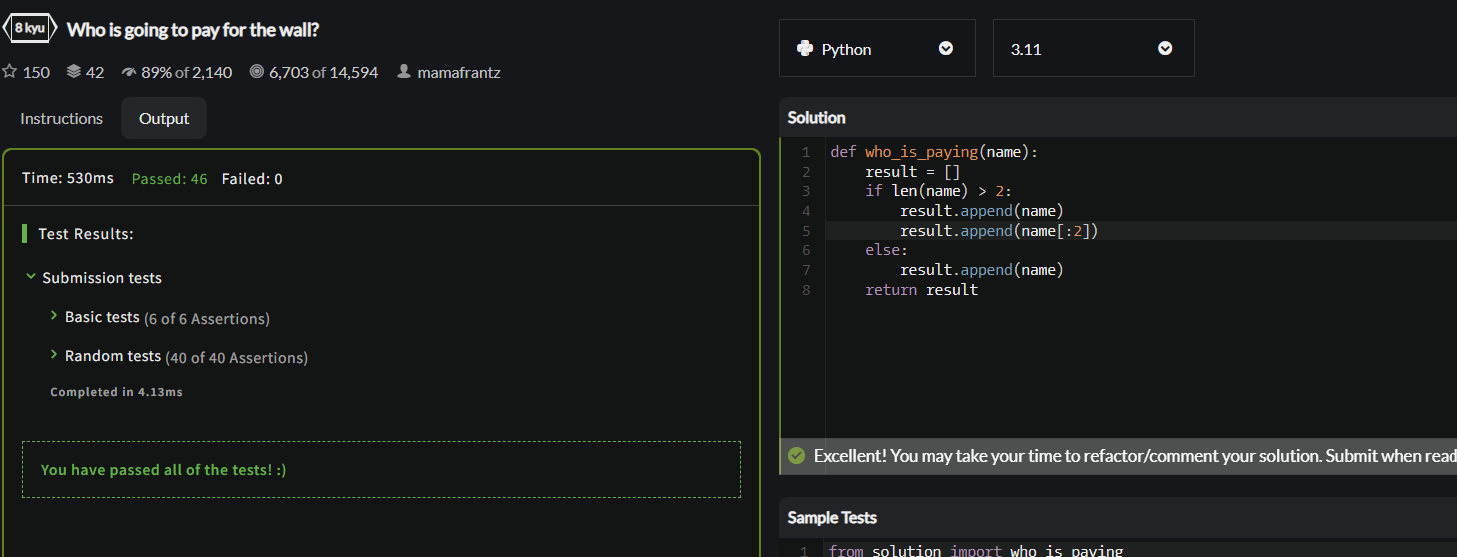 8 kyu Who is going to pay for the wall?
150 42 89% of 2,140 6,703 of 14,594 mamafrantz
Instructions Output
Time: 530ms Passed: 46 Failed: 0
Test Results:
Submission tests
Basic tests (6 of 6 Assertions)
Random tests (40 of 40 Assertions)
Completed in 4.13ms
You have passed all of the tests! :)
Python 3.11
Solution
1 def who_is_paying(name):
2     result = []
3     if len(name) > 2:
4         result.append(name)
5         result.append(name[:2])
6     else:
7         result.append(name)
8     return result
Excellent! You may take your time to refactor/comment your solution. Submit when read
Sample Tests
1 from solution import who_is_paying